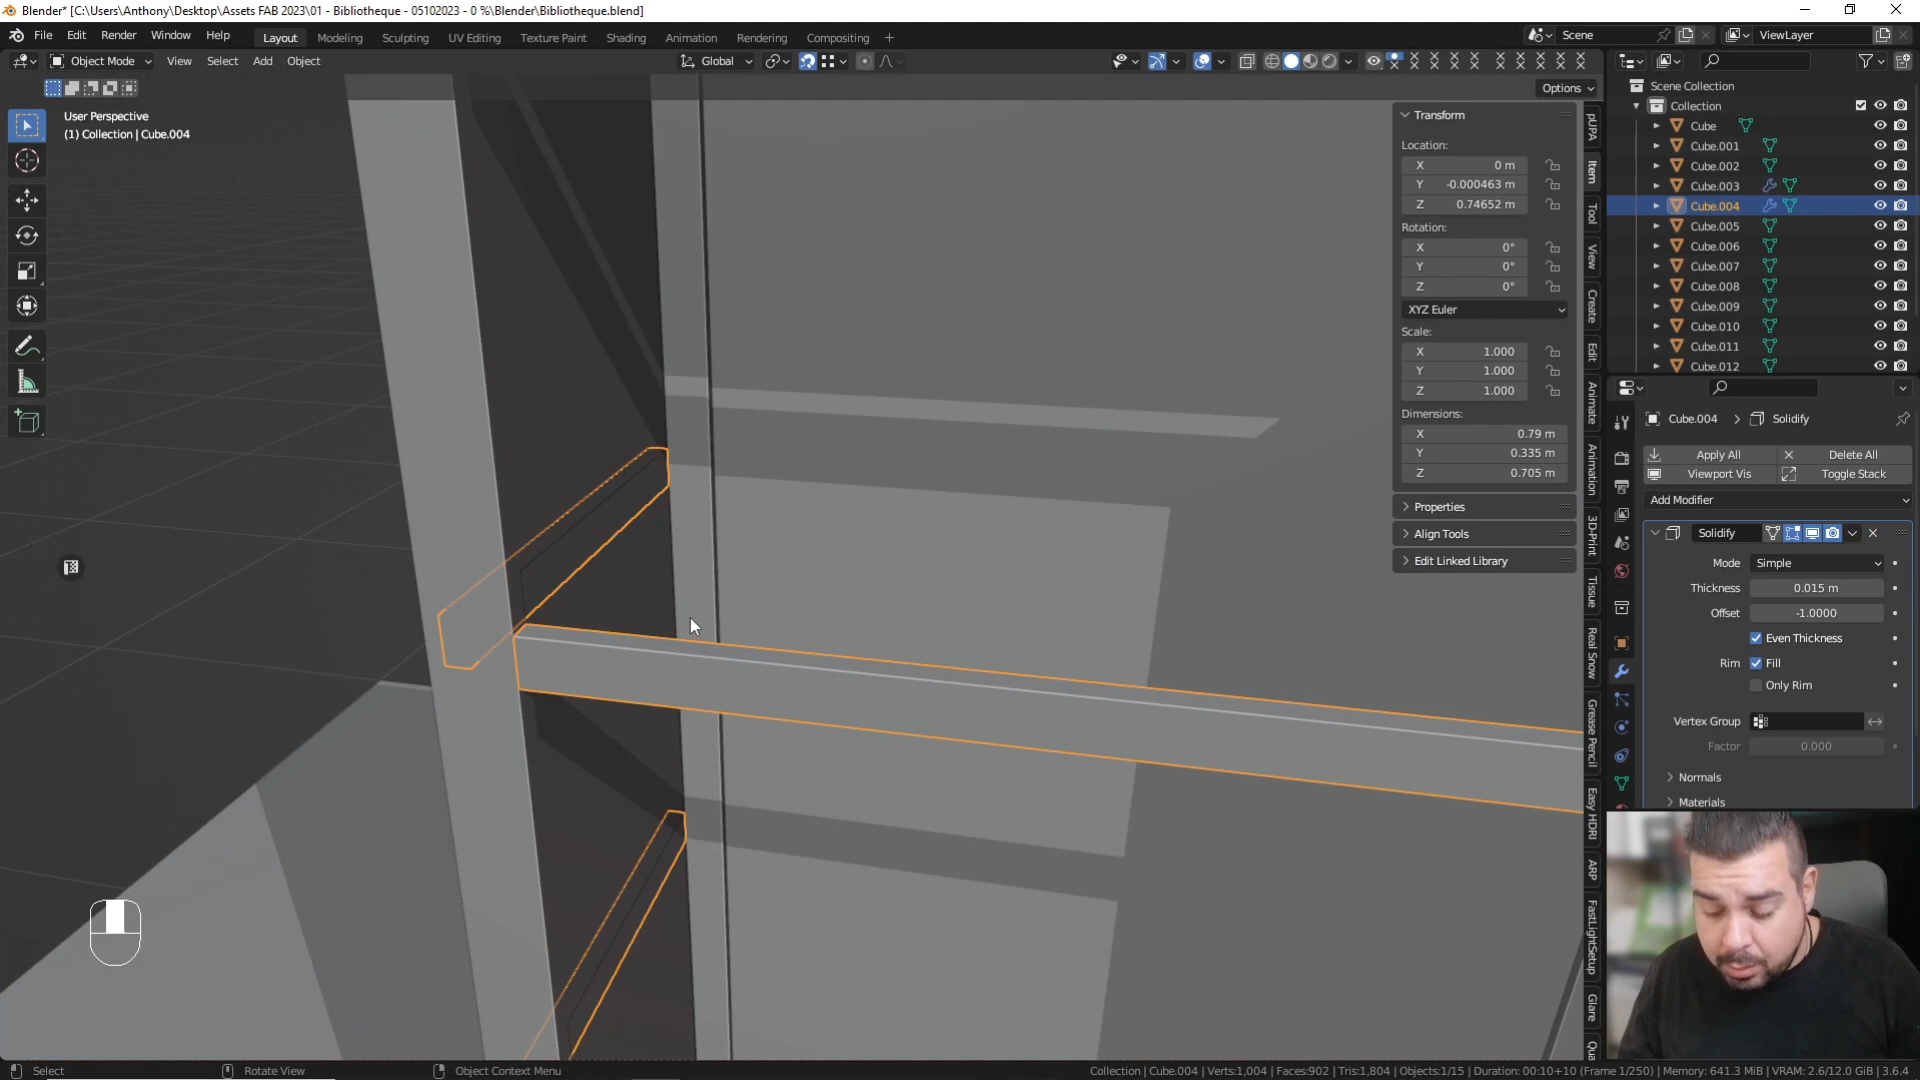 Blender* [C:\Users\Anthony\Desktop\Assets FAB 2023\01 - Bibliotheque - 05102023 - 0 %\Blender\Bibliotheque.blend]
File Edit Render Window Help Layout Modeling Sculpting UV Editing Texture Paint Shading Animation Rendering Compositing + Scene ViewLayer
Object Mode View Select Add Object Global
Options
User Perspective
(1) Collection | Cube.004
Transform
Location:
X 0 m
Y -0.000463 m
Z 0.74652 m
Rotation:
X 0°
Y 0°
Z 0°
XYZ Euler
Scale:
X 1.000
Y 1.000
Z 1.000
Dimensions:
X 0.79 m
Y 0.335 m
Z 0.705 m
Properties
Align Tools
Edit Linked Library
pUPA
Item
Tool
View
Create
Edit
Animate
Animation
3D-Print
Tissue
Real Snow
Grease Pencil
Easy HDRI
ARP
FastLightSetup
Glare
Qua
Scene Collection
Collection
Cube
Cube.001
Cube.002
Cube.003
Cube.004
Cube.005
Cube.006
Cube.007
Cube.008
Cube.009
Cube.010
Cube.011
Cube.012
Cube.004 > Solidify
Apply All Delete All
Viewport Vis Toggle Stack
Add Modifier
Solidify
Mode Simple
Thickness 0.015 m
Offset -1.0000
Even Thickness
Rim Fill
Only Rim
Vertex Group
Factor 0.000
Normals
Materials
Select Rotate View Object Context Menu Collection | Cube.004 | Verts:1,004 | Faces:902 | Tris:1,804 | Objects:1/15 | Duration: 00:10+10 (Frame 1/250) | Memory: 641.3 MiB | VRAM: 2.6/12.0 GiB | 3.6.4